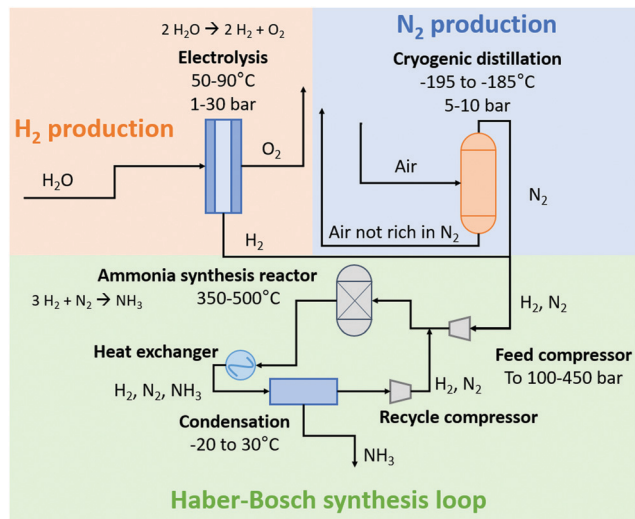 2 H₂O → 2 H₂ + O₂
Electrolysis
50-90°C
1-30 bar
H₂ production
H₂O
O₂
H₂
N₂ production
Cryogenic distillation
-195 to -185°C
5-10 bar
Air
N₂
Air not rich in N₂
Ammonia synthesis reactor
350-500°C
3 H₂ + N₂ → NH₃
H₂, N₂
Feed compressor
To 100-450 bar
Heat exchanger
H₂, N₂, NH₃
H₂, N₂
Recycle compressor
Condensation
-20 to 30°C
NH₃
Haber-Bosch synthesis loop